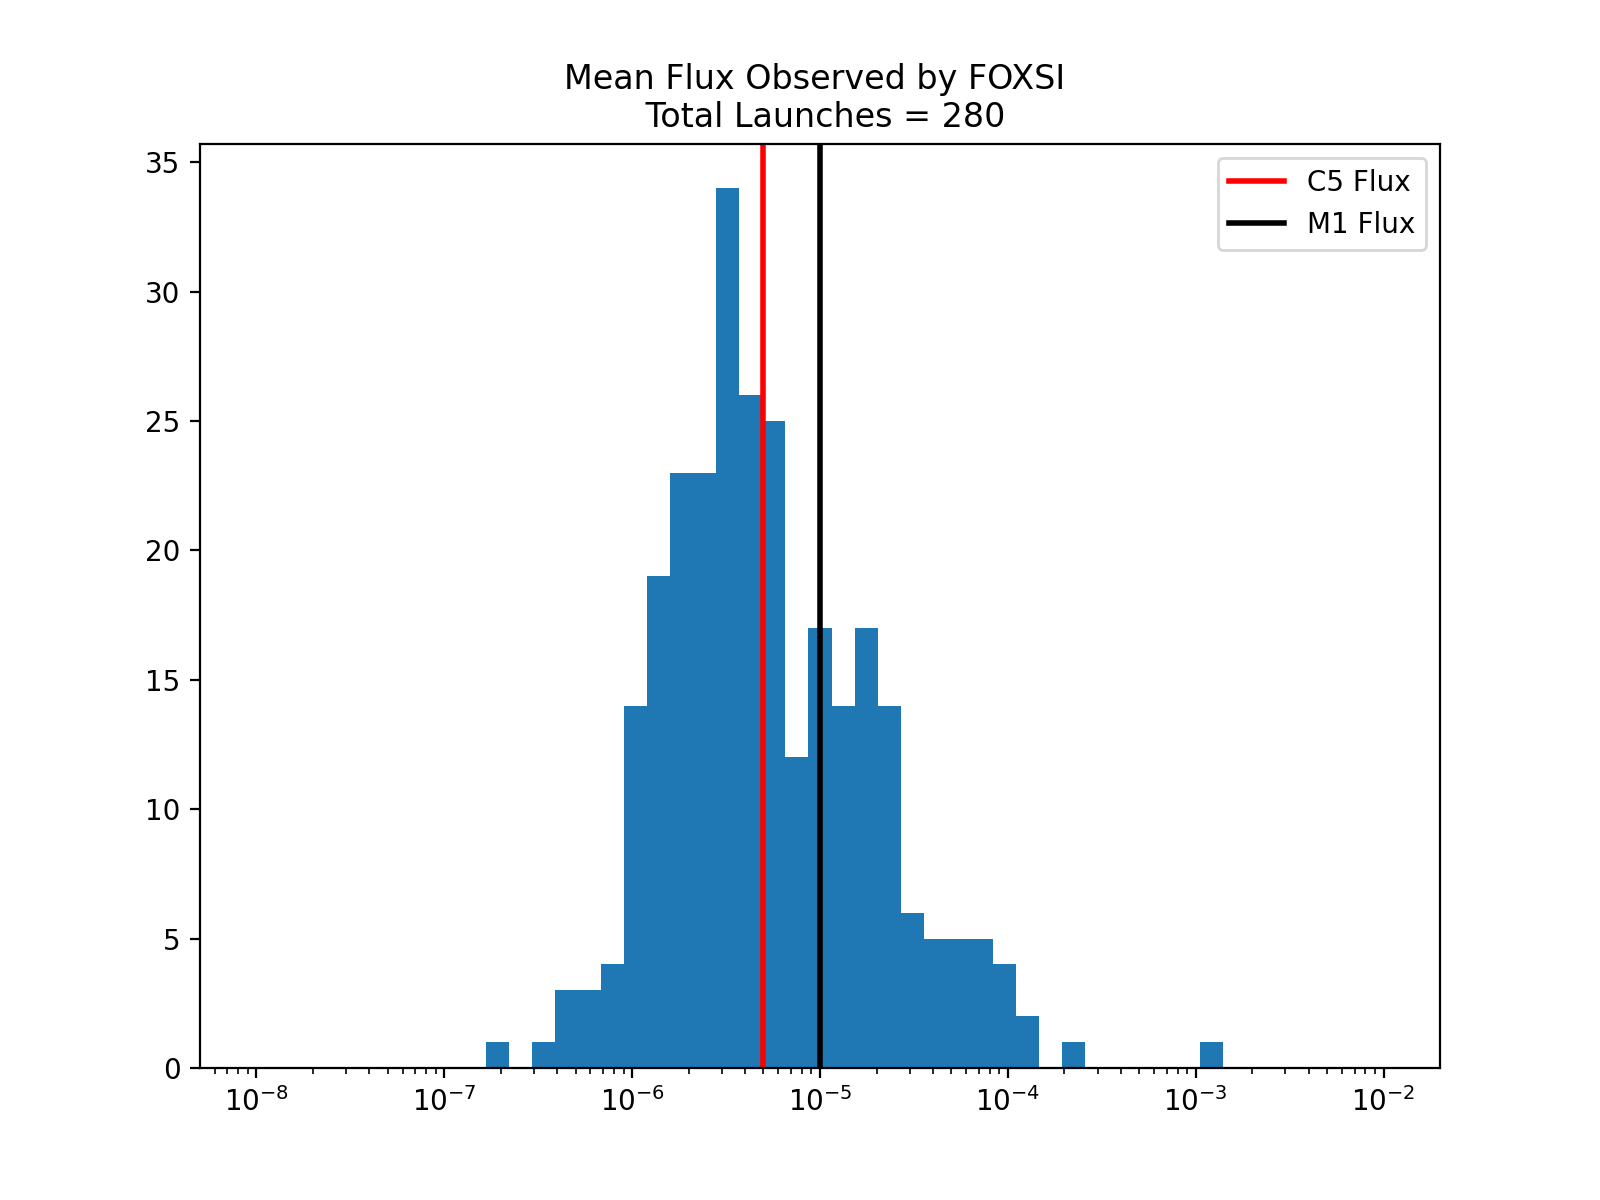 Mean Flux Observed by FOXSI
Total Launches = 280
C5 Flux
M1 Flux
35
30
25
20
15
10
5
0
10⁻⁸ 10⁻⁷ 10⁻⁶ 10⁻⁵ 10⁻⁴ 10⁻³ 10⁻²